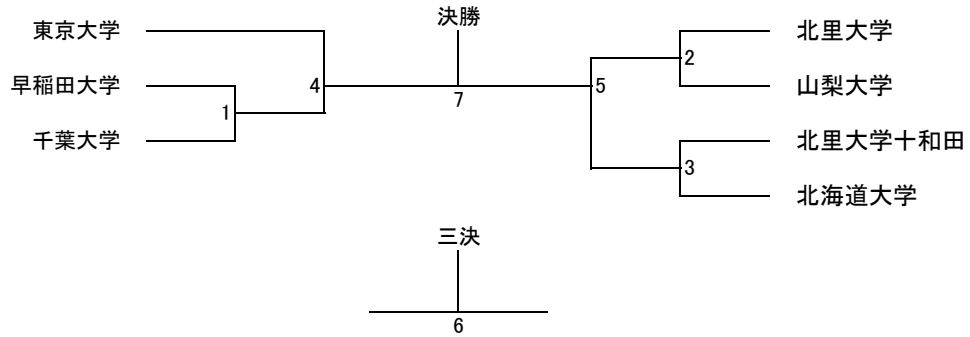 決勝
東京大学
北里大学
2
早稲田大学
4
7
5
山梨大学
1
千葉大学
北里大学十和田
3
北海道大学
三決
6